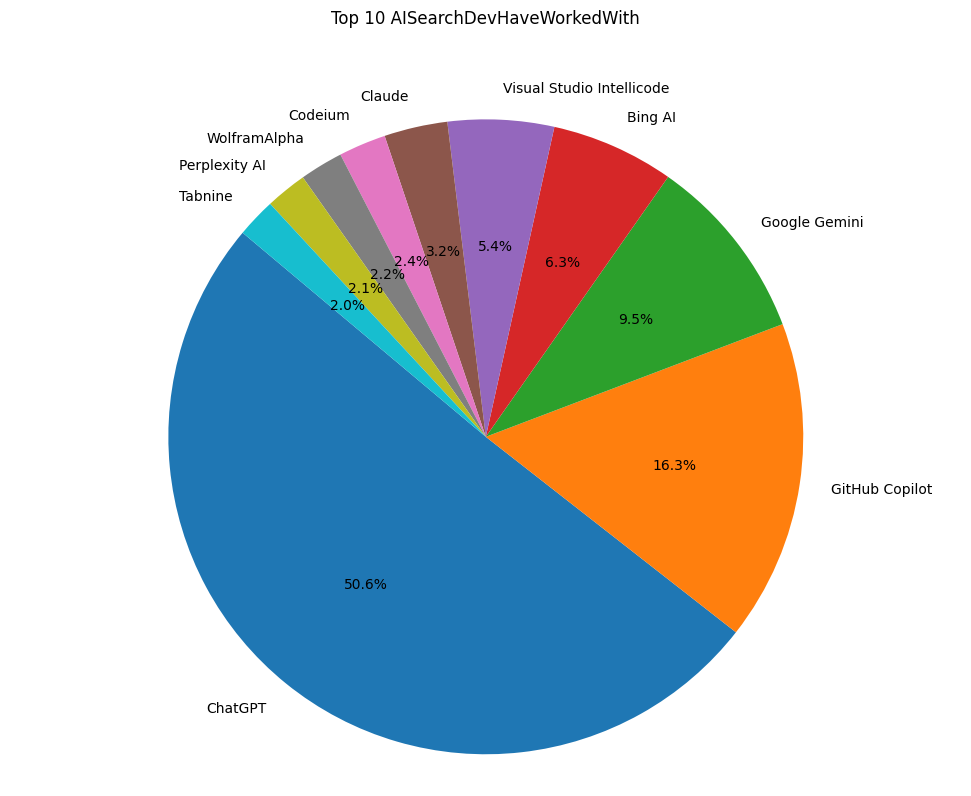 Top 10 AISearchDevHaveWorkedWith
Visual Studio Intellicode
Claude
Codeium
Bing AI
WolframAlpha
Perplexity AI
Tabnine
Google Gemini
5.4%
3.2%
2.4%
6.3%
2.2%
2.1%
2.0%
9.5%
16.3%
GitHub Copilot
50.6%
ChatGPT